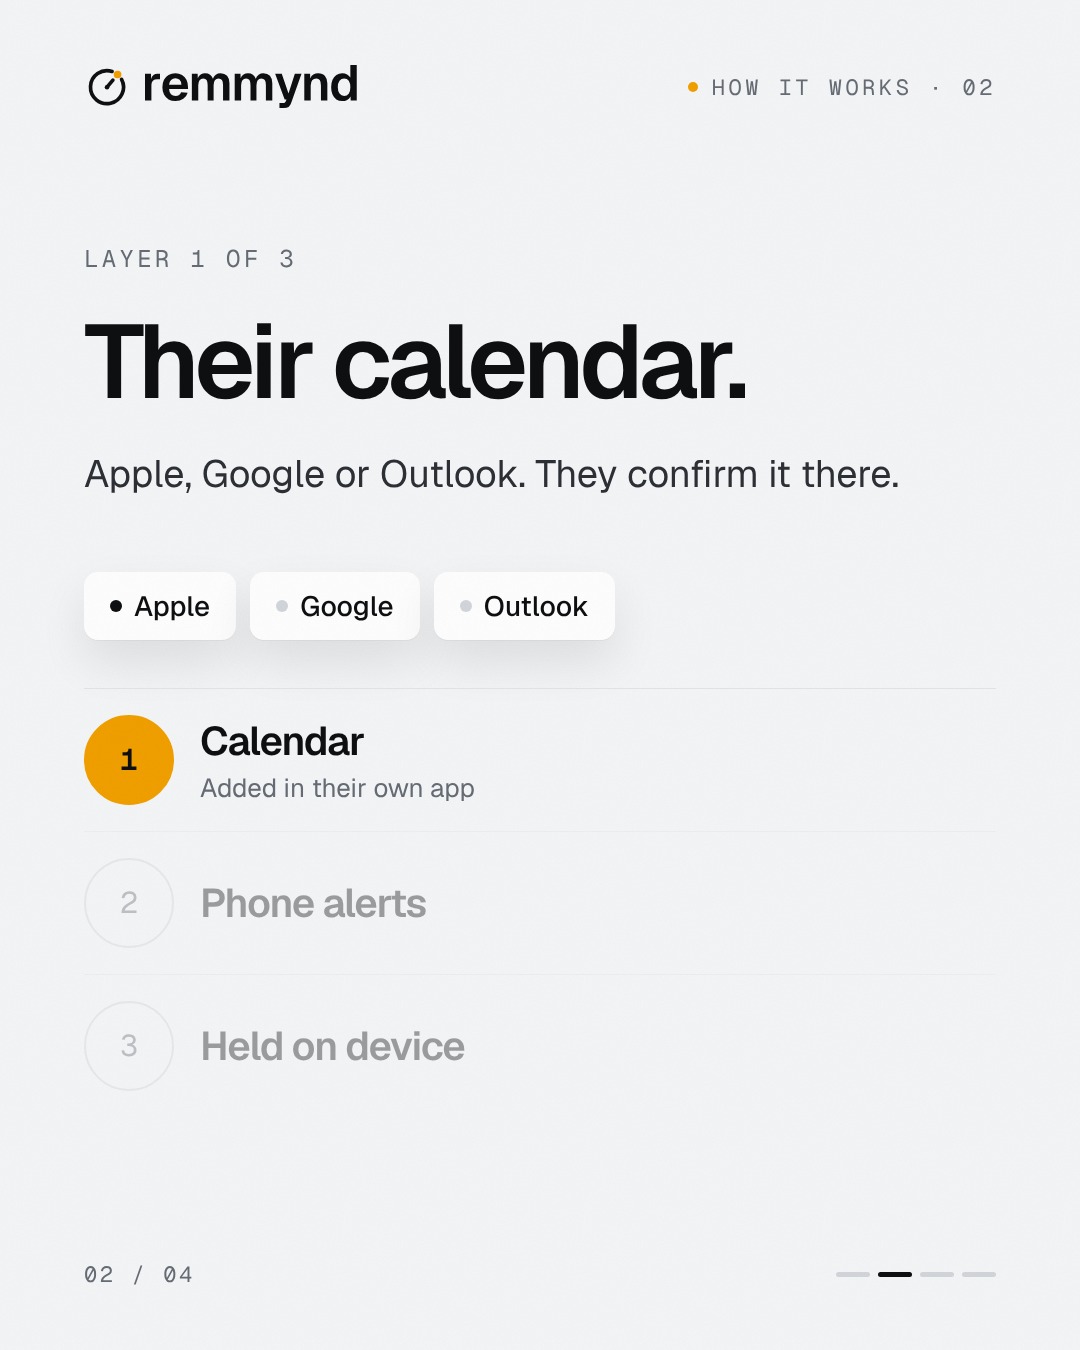 remmynd
HOW IT WORKS · 02
LAYER 1 OF 3
Their calendar.
Apple, Google or Outlook. They confirm it there.
Apple
Google
Outlook
1
Calendar
Added in their own app
2
Phone alerts
3
Held on device
02 / 04